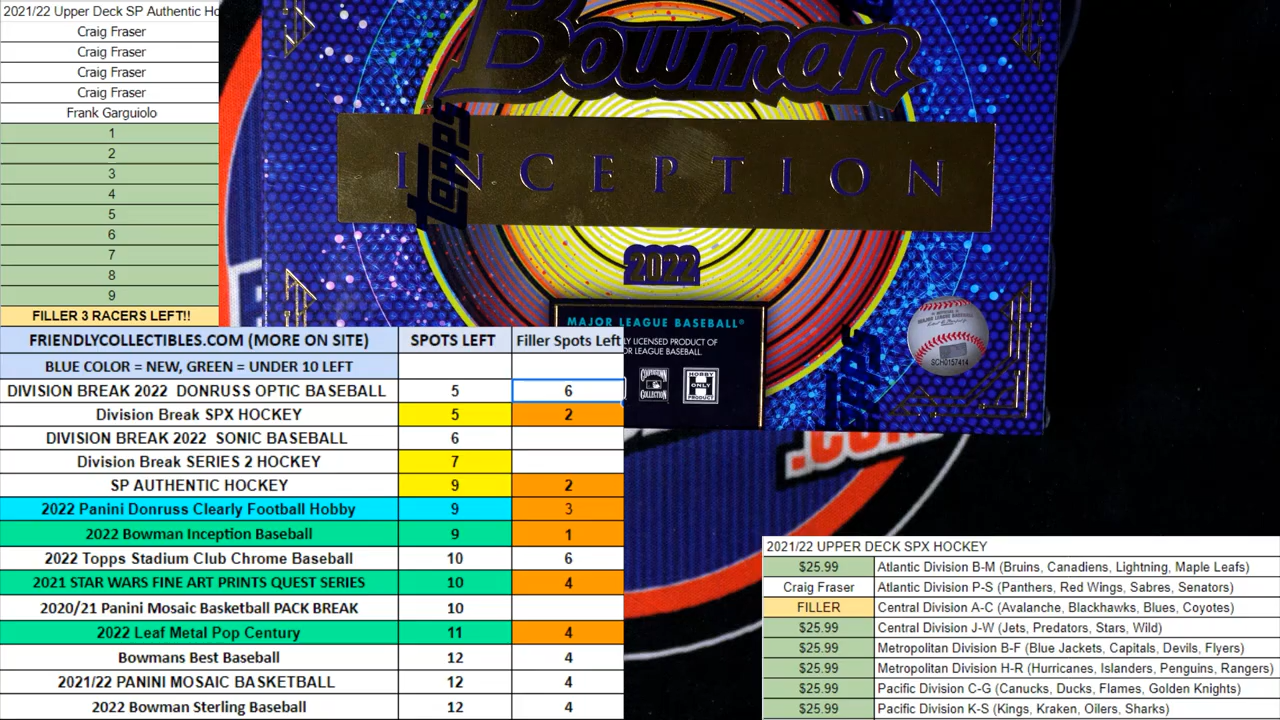 2021/22 Upper Deck SP Authentic Ho
Craig Fraser
Craig Fraser
Craig Fraser
Craig Fraser
Frank Garguiolo
1
2
3
4
5
6
7
8
9
FILLER 3 RACERS LEFT!!
Bowman
topps
INCEPTION
2022
MAJOR LEAGUE BASEBALL®
LY LICENSED PRODUCT OF
OR LEAGUE BASEBALL.
COOPERSTOWN COLLECTION
HOBBY
ONLY
PRODUCT
SCH0157414
.COM
FRIENDLYCOLLECTIBLES.COM (MORE ON SITE) SPOTS LEFT Filler Spots Left
BLUE COLOR = NEW, GREEN = UNDER 10 LEFT
DIVISION BREAK 2022 DONRUSS OPTIC BASEBALL 5 6
Division Break SPX HOCKEY 5 2
DIVISION BREAK 2022 SONIC BASEBALL 6
Division Break SERIES 2 HOCKEY 7
SP AUTHENTIC HOCKEY 9 2
2022 Panini Donruss Clearly Football Hobby 9 3
2022 Bowman Inception Baseball 9 1
2022 Topps Stadium Club Chrome Baseball 10 6
2021 STAR WARS FINE ART PRINTS QUEST SERIES 10 4
2020/21 Panini Mosaic Basketball PACK BREAK 10
2022 Leaf Metal Pop Century 11 4
Bowmans Best Baseball 12 4
2021/22 PANINI MOSAIC BASKETBALL 12 4
2022 Bowman Sterling Baseball 12 4
2021/22 UPPER DECK SPX HOCKEY
$25.99 Atlantic Division B-M (Bruins, Canadiens, Lightning, Maple Leafs)
Craig Fraser Atlantic Division P-S (Panthers, Red Wings, Sabres, Senators)
FILLER Central Division A-C (Avalanche, Blackhawks, Blues, Coyotes)
$25.99 Central Division J-W (Jets, Predators, Stars, Wild)
$25.99 Metropolitan Division B-F (Blue Jackets, Capitals, Devils, Flyers)
$25.99 Metropolitan Division H-R (Hurricanes, Islanders, Penguins, Rangers)
$25.99 Pacific Division C-G (Canucks, Ducks, Flames, Golden Knights)
$25.99 Pacific Division K-S (Kings, Kraken, Oilers, Sharks)